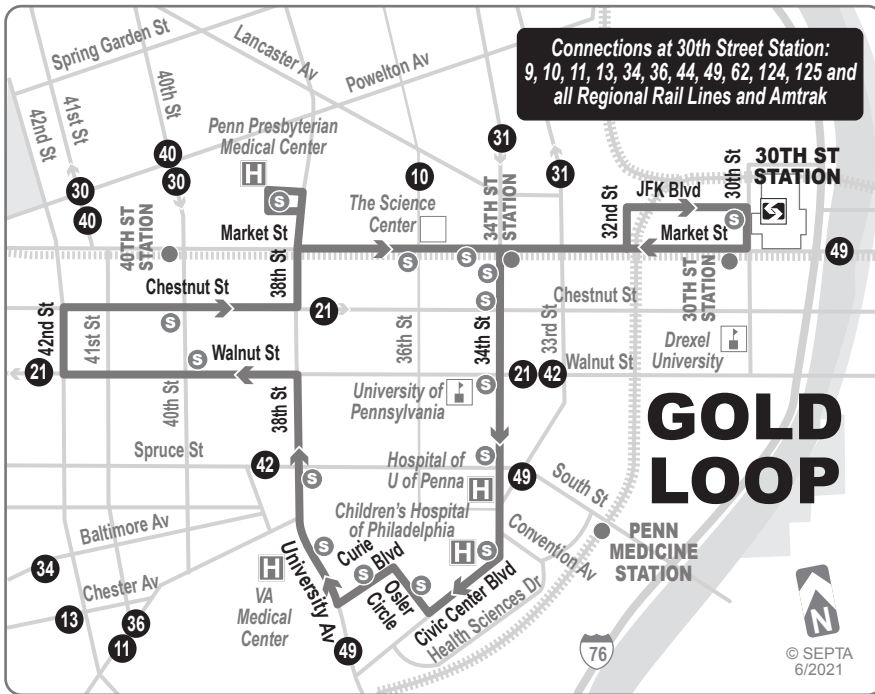 Connections at 30th Street Station:
9, 10, 11, 13, 34, 36, 44, 49, 62, 124, 125 and
all Regional Rail Lines and Amtrak
Spring Garden St
Lancaster Av
Powelton Av
40th St
41st St
42nd St
Penn Presbyterian
Medical Center
H
S
40
30
30
40
10
31
31
The Science
Center
34TH ST
STATION
32nd St
JFK Blvd
30th St
30TH ST
STATION
S
S
40TH ST
STATION
Market St
38th St
S
S
Market St
49
S
30TH ST
STATION
Chestnut St
S
21
S
Chestnut St
42nd St
41st St
36th St
34th St
33rd St
Drexel
University
S
Walnut St
Walnut St
21
40th St
38th St
University of
Pennsylvania
S
21
42
GOLD
LOOP
Spruce St
42
S
Hospital of
U of Penna
H
S
49
South St
Baltimore Av
Children's Hospital
of Philadelphia
H
S
Convention Av
PENN
MEDICINE
STATION
34
Chester Av
H
VA
Medical
Center
S
University Av
Curie
Blvd
S
Osler
Circle
S
Civic Center Blvd
Health Sciences Dr
13
36
11
49
76
N
© SEPTA
6/2021